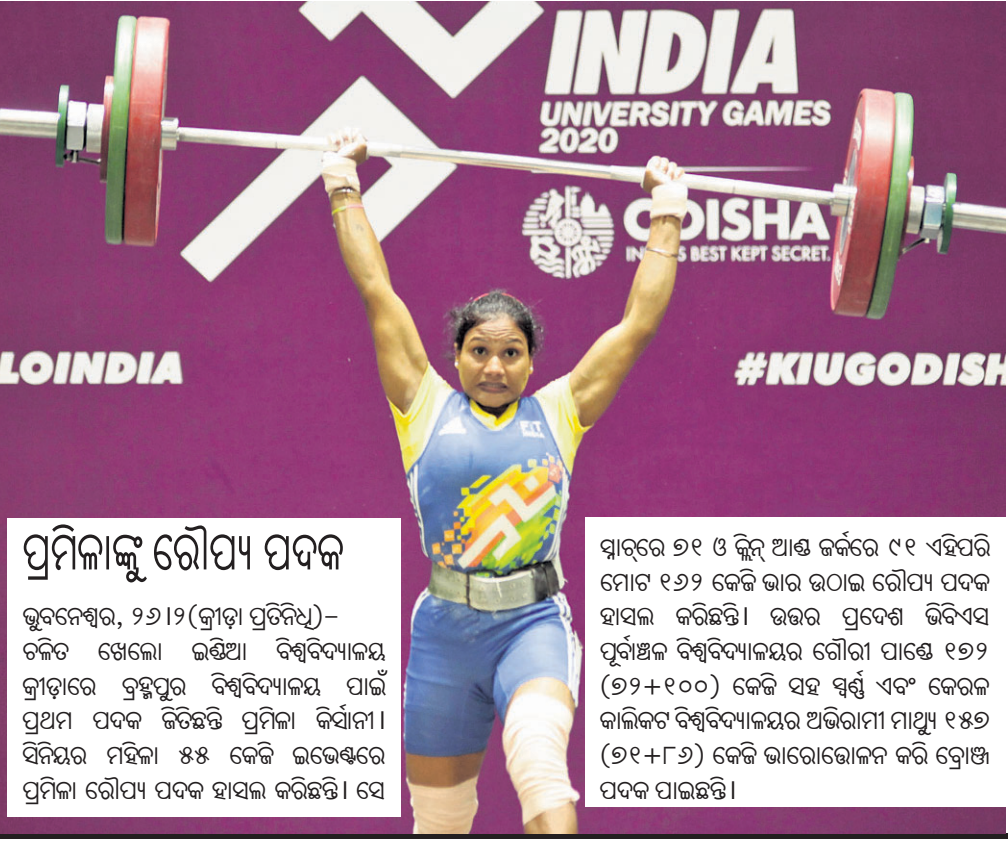 INDIA
UNIVERSITY GAMES
2020
ODISHA
BEST KEPT SECRET.
LOINDIA
#KIUGODISH
FIT
ପ୍ରମିଳାଙ୍କୁ ରୌପ୍ୟ ପଦକ
ଭୁବନେଶ୍ୱର, ୨୬।୨(କ୍ରୀଡ଼ା ପ୍ରତିନିଧି)–
ଚଳିତ ଖେଲୋ ଇଣ୍ଡିଆ ବିଶ୍ୱବିଦ୍ୟାଳୟ
କ୍ରୀଡ଼ାରେ ବ୍ରହ୍ମପୁର ବିଶ୍ୱବିଦ୍ୟାଳୟ ପାଇଁ
ପ୍ରଥମ ପଦକ ଜିତିଛନ୍ତି ପ୍ରମିଳା କିର୍ସାନୀ।
ସିନିୟର ମହିଳା ୫୫ କେଜି ଇଭେଣ୍ଟରେ
ପ୍ରମିଳା ରୌପ୍ୟ ପଦକ ହାସଲ କରିଛନ୍ତି। ସେ
ସ୍ନାଚ୍‌ରେ ୭୧ ଓ କ୍ଲିନ୍ ଆଣ୍ଡ ଜର୍କରେ ୯୧ ଏହିପରି
ମୋଟ ୧୬୨ କେଜି ଭାର ଉଠାଇ ରୌପ୍ୟ ପଦକ
ହାସଲ କରିଛନ୍ତି। ଉତ୍ତର ପ୍ରଦେଶ ଭିବିଏସ
ପୂର୍ବାଞ୍ଚଳ ବିଶ୍ୱବିଦ୍ୟାଳୟର ଗୌରୀ ପାଣ୍ଡେ ୧୭୨
(୭୨+୧୦୦) କେଜି ସହ ସ୍ୱର୍ଣ୍ଣ ଏବଂ କେରଳ
କାଲିକଟ ବିଶ୍ୱବିଦ୍ୟାଳୟର ଅଭିରାମୀ ମାଥ୍ୟୁ ୧୫୭
(୭୧+୮୬) କେଜି ଭାରୋତ୍ତୋଳନ କରି ବ୍ରୋଞ୍ଜ
ପଦକ ପାଇଛନ୍ତି।